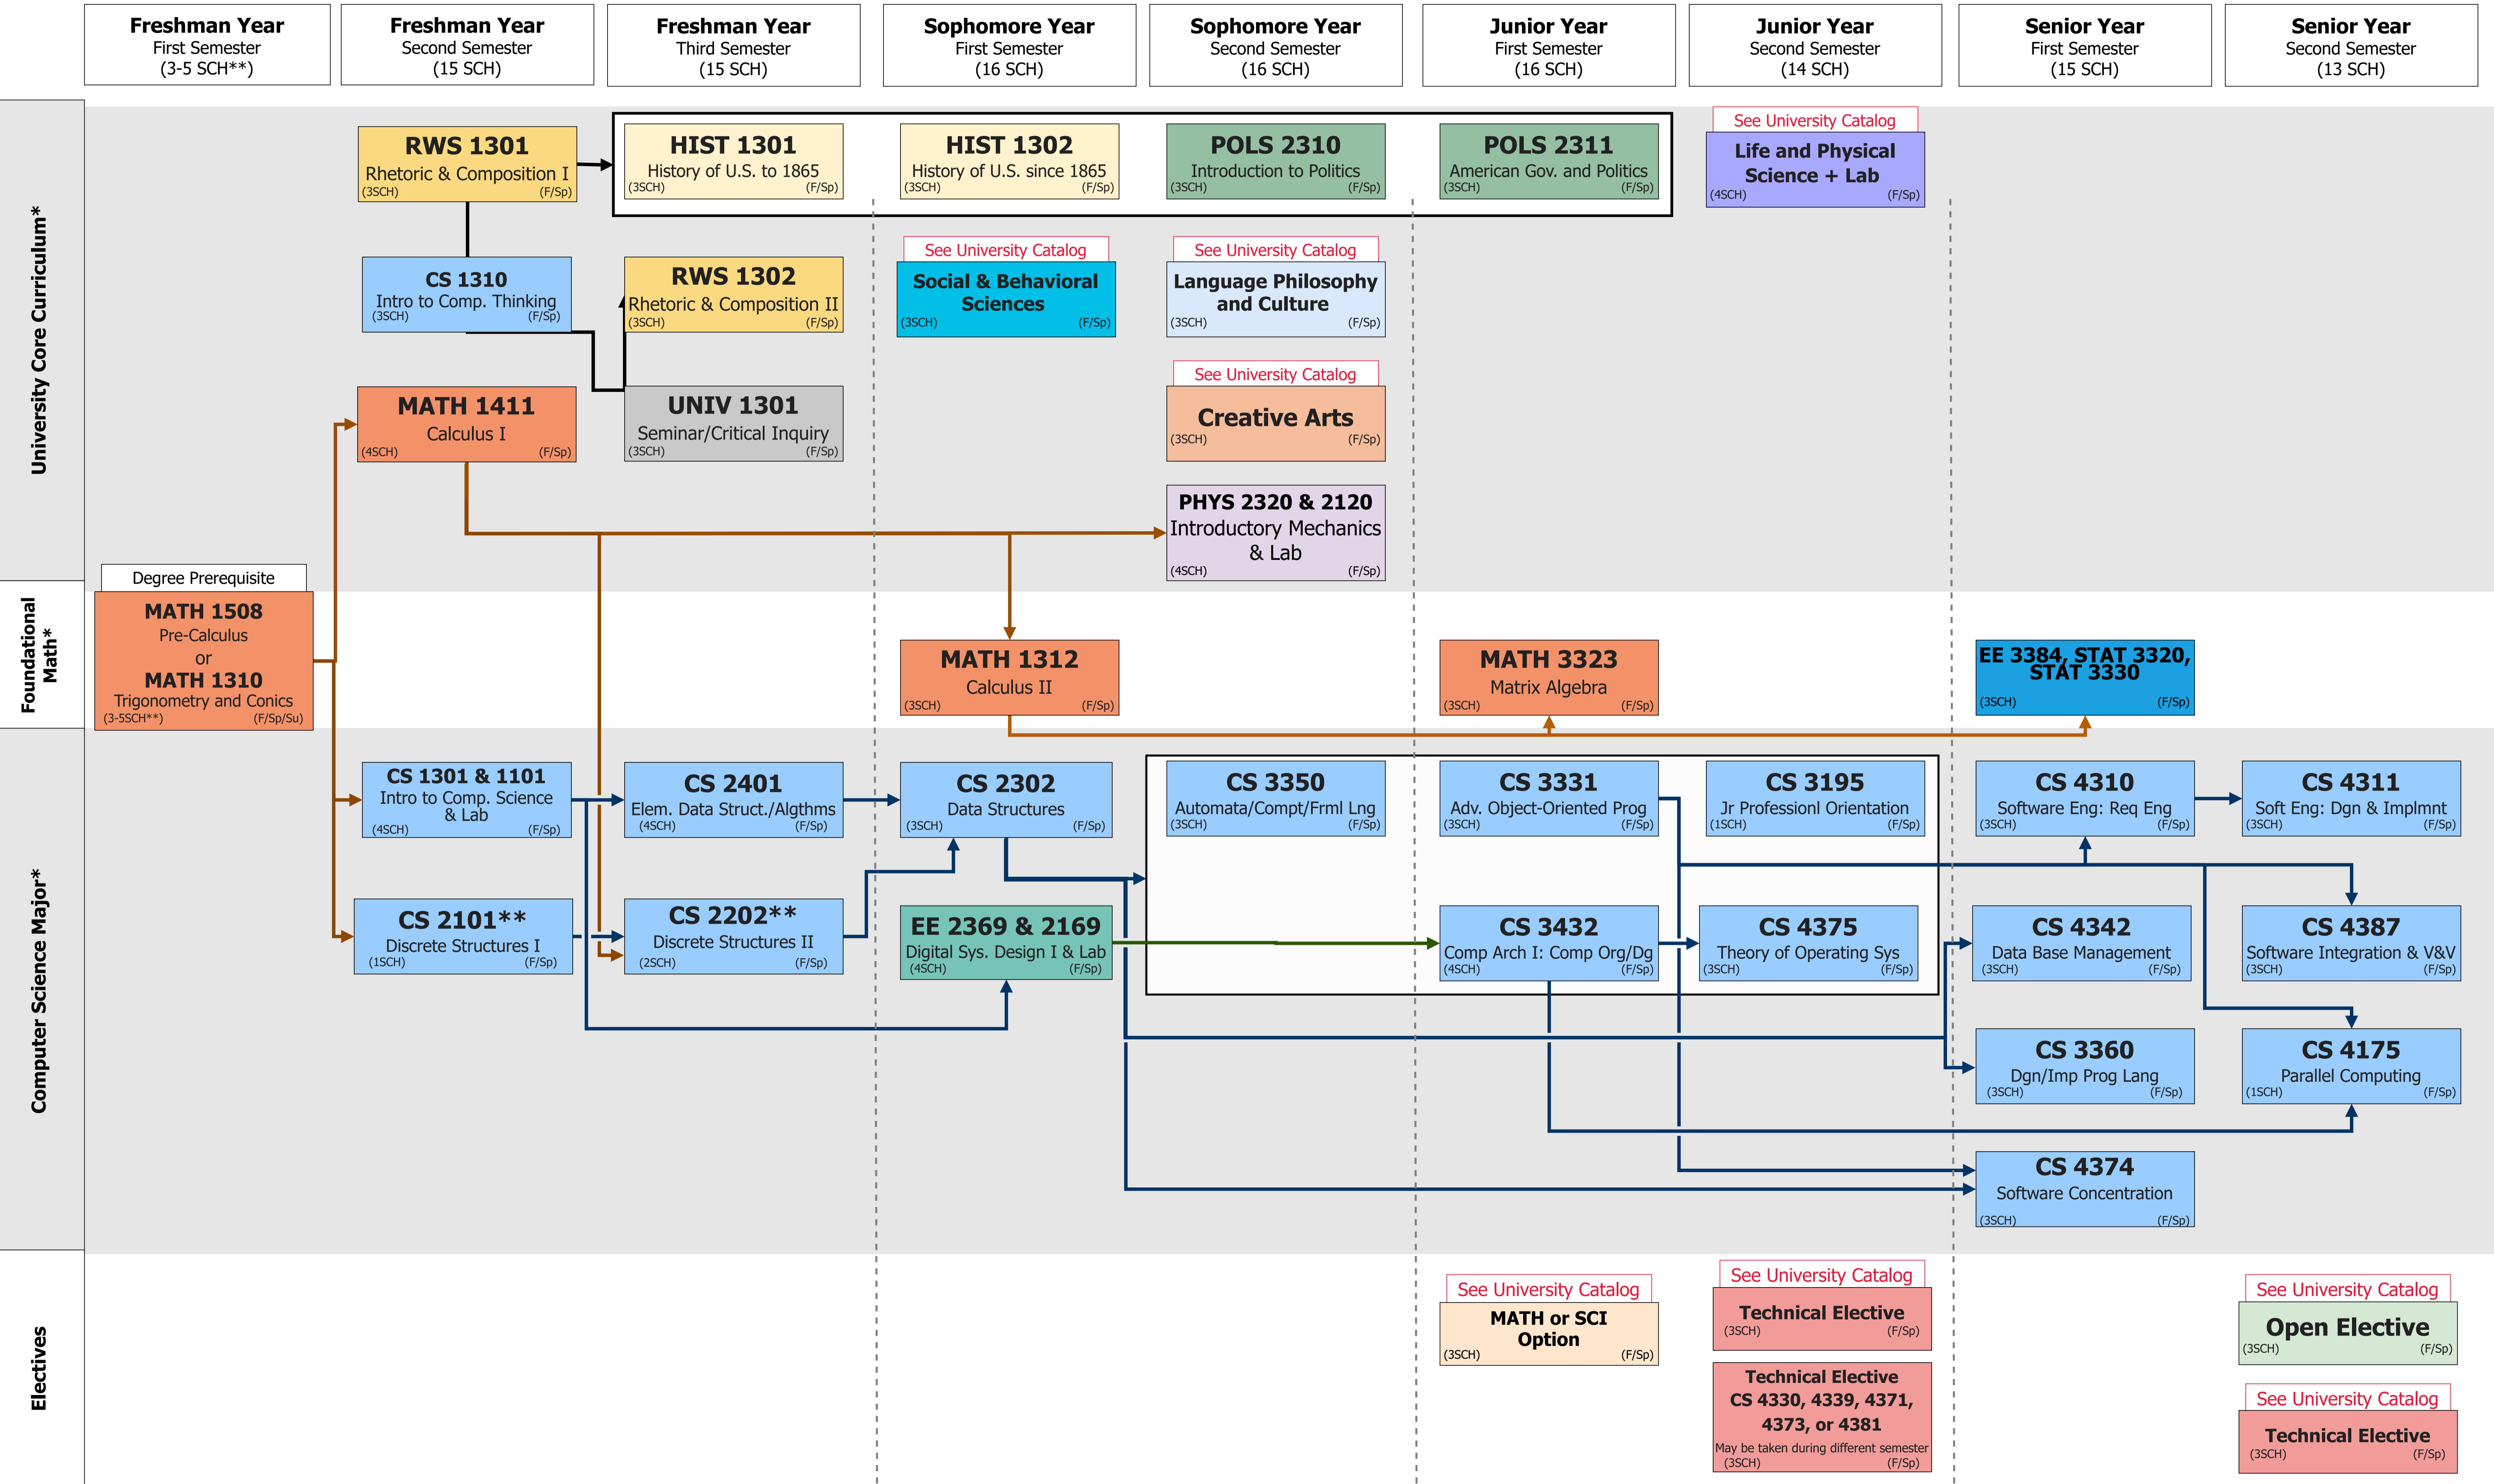 Freshman Year
First Semester
(3-5 SCH**)
Freshman Year
Second Semester
(15 SCH)
Freshman Year
Third Semester
(15 SCH)
Sophomore Year
First Semester
(16 SCH)
Sophomore Year
Second Semester
(16 SCH)
Junior Year
First Semester
(16 SCH)
Junior Year
Second Semester
(14 SCH)
Senior Year
First Semester
(15 SCH)
Senior Year
Second Semester
(13 SCH)
University Core Curriculum*
RWS 1301
Rhetoric & Composition I
(3SCH) (F/Sp)
HIST 1301
History of U.S. to 1865
(3SCH) (F/Sp)
HIST 1302
History of U.S. since 1865
(3SCH) (F/Sp)
POLS 2310
Introduction to Politics
(3SCH) (F/Sp)
POLS 2311
American Gov. and Politics
(3SCH) (F/Sp)
See University Catalog
Life and Physical
Science + Lab
(4SCH) (F/Sp)
CS 1310
Intro to Comp. Thinking
(3SCH) (F/Sp)
RWS 1302
Rhetoric & Composition II
(3SCH) (F/Sp)
See University Catalog
Social & Behavioral
Sciences
(3SCH) (F/Sp)
See University Catalog
Language Philosophy
and Culture
(3SCH) (F/Sp)
MATH 1411
Calculus I
(4SCH) (F/Sp)
UNIV 1301
Seminar/Critical Inquiry
(3SCH) (F/Sp)
See University Catalog
Creative Arts
(3SCH) (F/Sp)
PHYS 2320 & 2120
Introductory Mechanics
& Lab
(4SCH) (F/Sp)
Foundational
Math*
Degree Prerequisite
MATH 1508
Pre-Calculus
or
MATH 1310
Trigonometry and Conics
(3-5SCH**) (F/Sp/Su)
MATH 1312
Calculus II
(3SCH) (F/Sp)
MATH 3323
Matrix Algebra
(3SCH) (F/Sp)
EE 3384, STAT 3320,
STAT 3330
(3SCH) (F/Sp)
Computer Science Major*
CS 1301 & 1101
Intro to Comp. Science
& Lab
(4SCH) (F/Sp)
CS 2401
Elem. Data Struct./Algthms
(4SCH) (F/Sp)
CS 2302
Data Structures
(3SCH) (F/Sp)
CS 3350
Automata/Compt/Frml Lng
(3SCH) (F/Sp)
CS 3331
Adv. Object-Oriented Prog
(3SCH) (F/Sp)
CS 3195
Jr Professionl Orientation
(1SCH) (F/Sp)
CS 4310
Software Eng: Req Eng
(3SCH) (F/Sp)
CS 4311
Soft Eng: Dgn & Implmnt
(3SCH) (F/Sp)
CS 2101**
Discrete Structures I
(1SCH) (F/Sp)
CS 2202**
Discrete Structures II
(2SCH) (F/Sp)
EE 2369 & 2169
Digital Sys. Design I & Lab
(4SCH) (F/Sp)
CS 3432
Comp Arch I: Comp Org/Dg
(4SCH) (F/Sp)
CS 4375
Theory of Operating Sys
(3SCH) (F/Sp)
CS 4342
Data Base Management
(3SCH) (F/Sp)
CS 4387
Software Integration & V&V
(3SCH) (F/Sp)
CS 3360
Dgn/Imp Prog Lang
(3SCH) (F/Sp)
CS 4175
Parallel Computing
(1SCH) (F/Sp)
CS 4374
Software Concentration
(3SCH) (F/Sp)
Electives
See University Catalog
MATH or SCI
Option
(3SCH) (F/Sp)
See University Catalog
Technical Elective
(3SCH) (F/Sp)
Technical Elective
CS 4330, 4339, 4371,
4373, or 4381
May be taken during different semester
(3SCH) (F/Sp)
See University Catalog
Open Elective
(3SCH) (F/Sp)
See University Catalog
Technical Elective
(3SCH) (F/Sp)